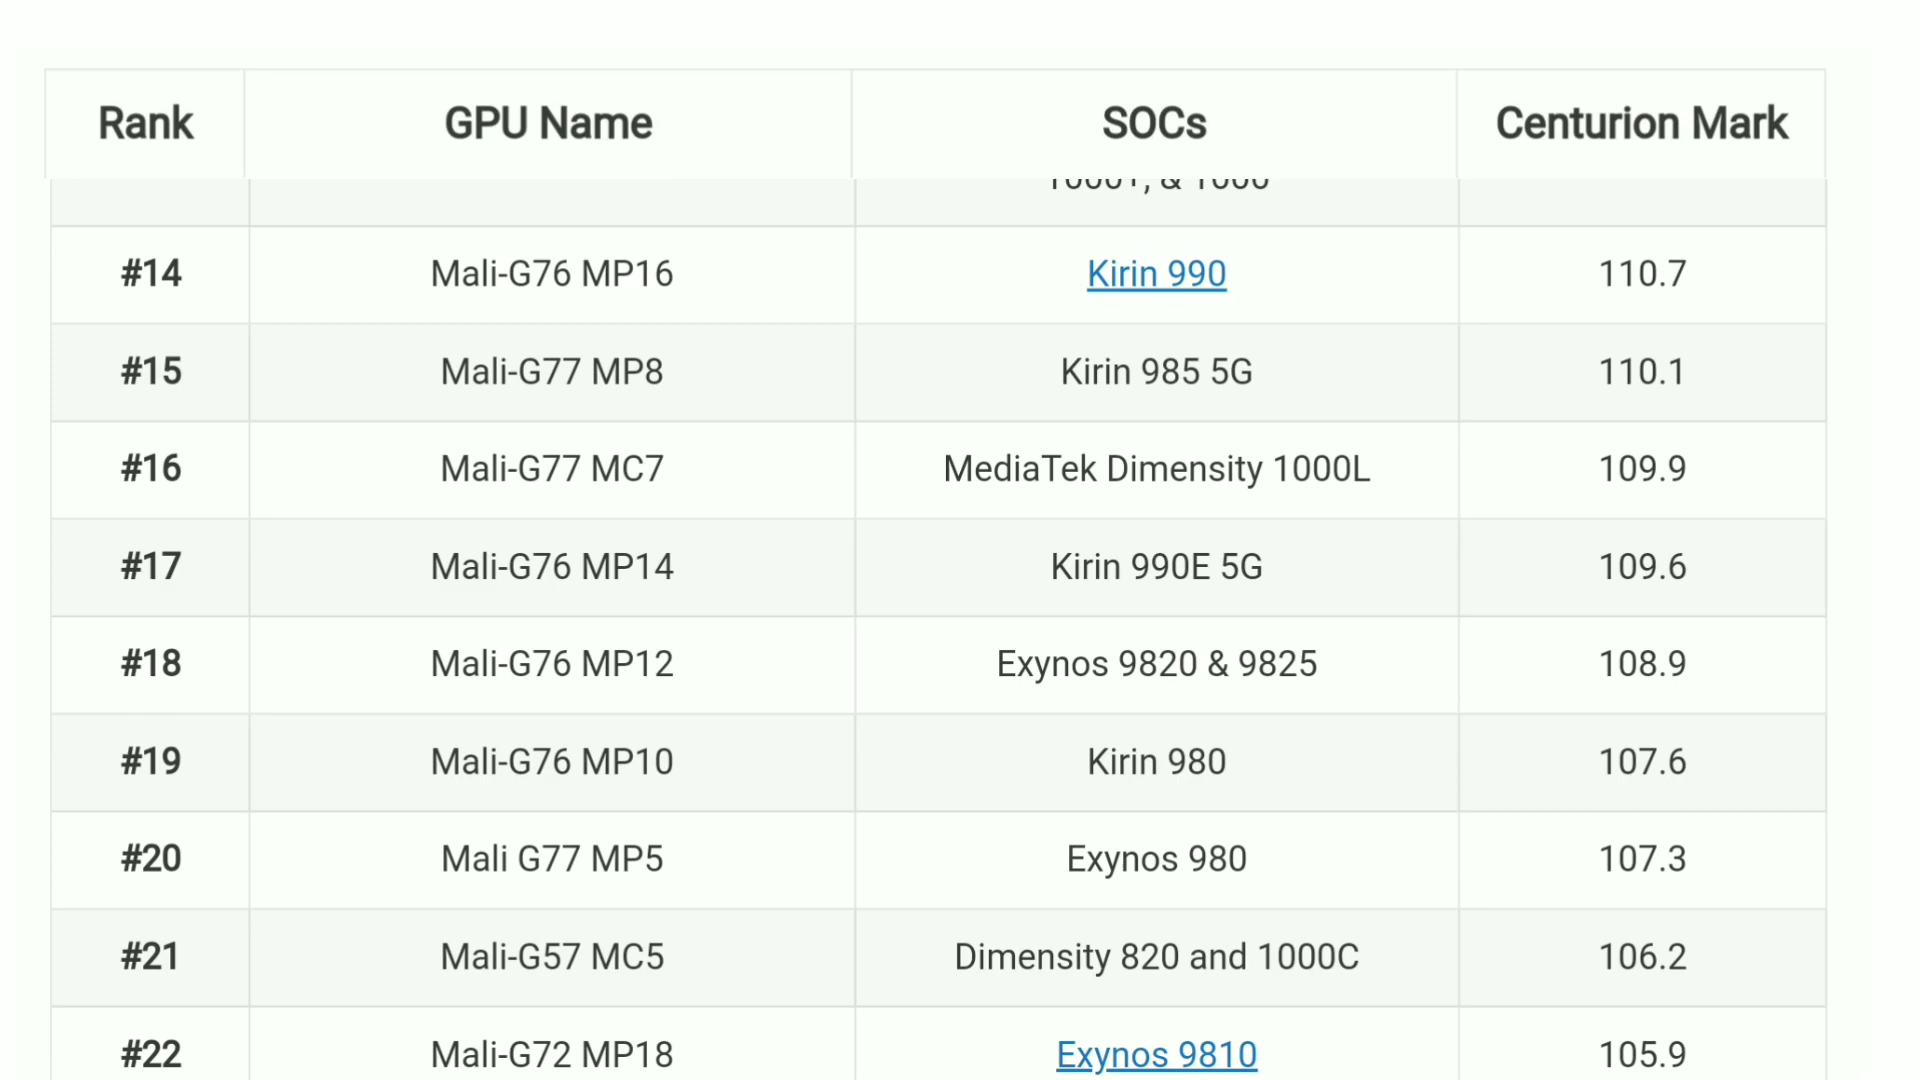 Rank GPU Name SOCs Centurion Mark
#14 Mali-G76 MP16 Kirin 990 110.7
#15 Mali-G77 MP8 Kirin 985 5G 110.1
#16 Mali-G77 MC7 MediaTek Dimensity 1000L 109.9
#17 Mali-G76 MP14 Kirin 990E 5G 109.6
#18 Mali-G76 MP12 Exynos 9820 & 9825 108.9
#19 Mali-G76 MP10 Kirin 980 107.6
#20 Mali G77 MP5 Exynos 980 107.3
#21 Mali-G57 MC5 Dimensity 820 and 1000C 106.2
#22 Mali-G72 MP18 Exynos 9810 105.9